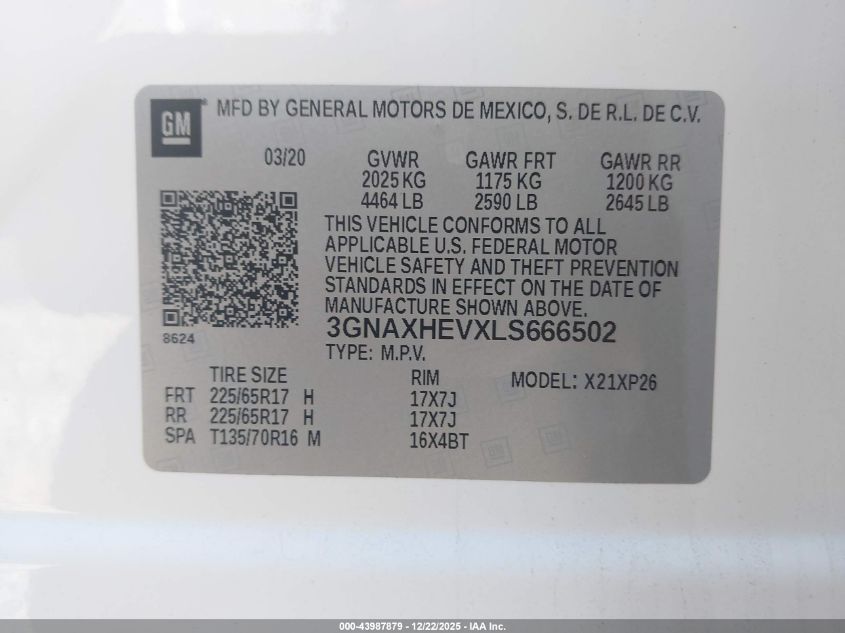 GM
MFD BY GENERAL MOTORS DE MEXICO, S. DE R.L. DE C.V.
03/20 GVWR GAWR FRT GAWR RR
2025 KG 1175 KG 1200 KG
4464 LB 2590 LB 2645 LB
THIS VEHICLE CONFORMS TO ALL
APPLICABLE U.S. FEDERAL MOTOR
VEHICLE SAFETY AND THEFT PREVENTION
STANDARDS IN EFFECT ON THE DATE OF
MANUFACTURE SHOWN ABOVE.
8624
3GNAXHEVXLS666502
TYPE: M.P.V.
TIRE SIZE RIM MODEL: X21XP26
FRT 225/65R17 H 17X7J
RR 225/65R17 H 17X7J
SPA T135/70R16 M 16X4BT
000-43987879 - 12/22/2025 - IAA Inc.